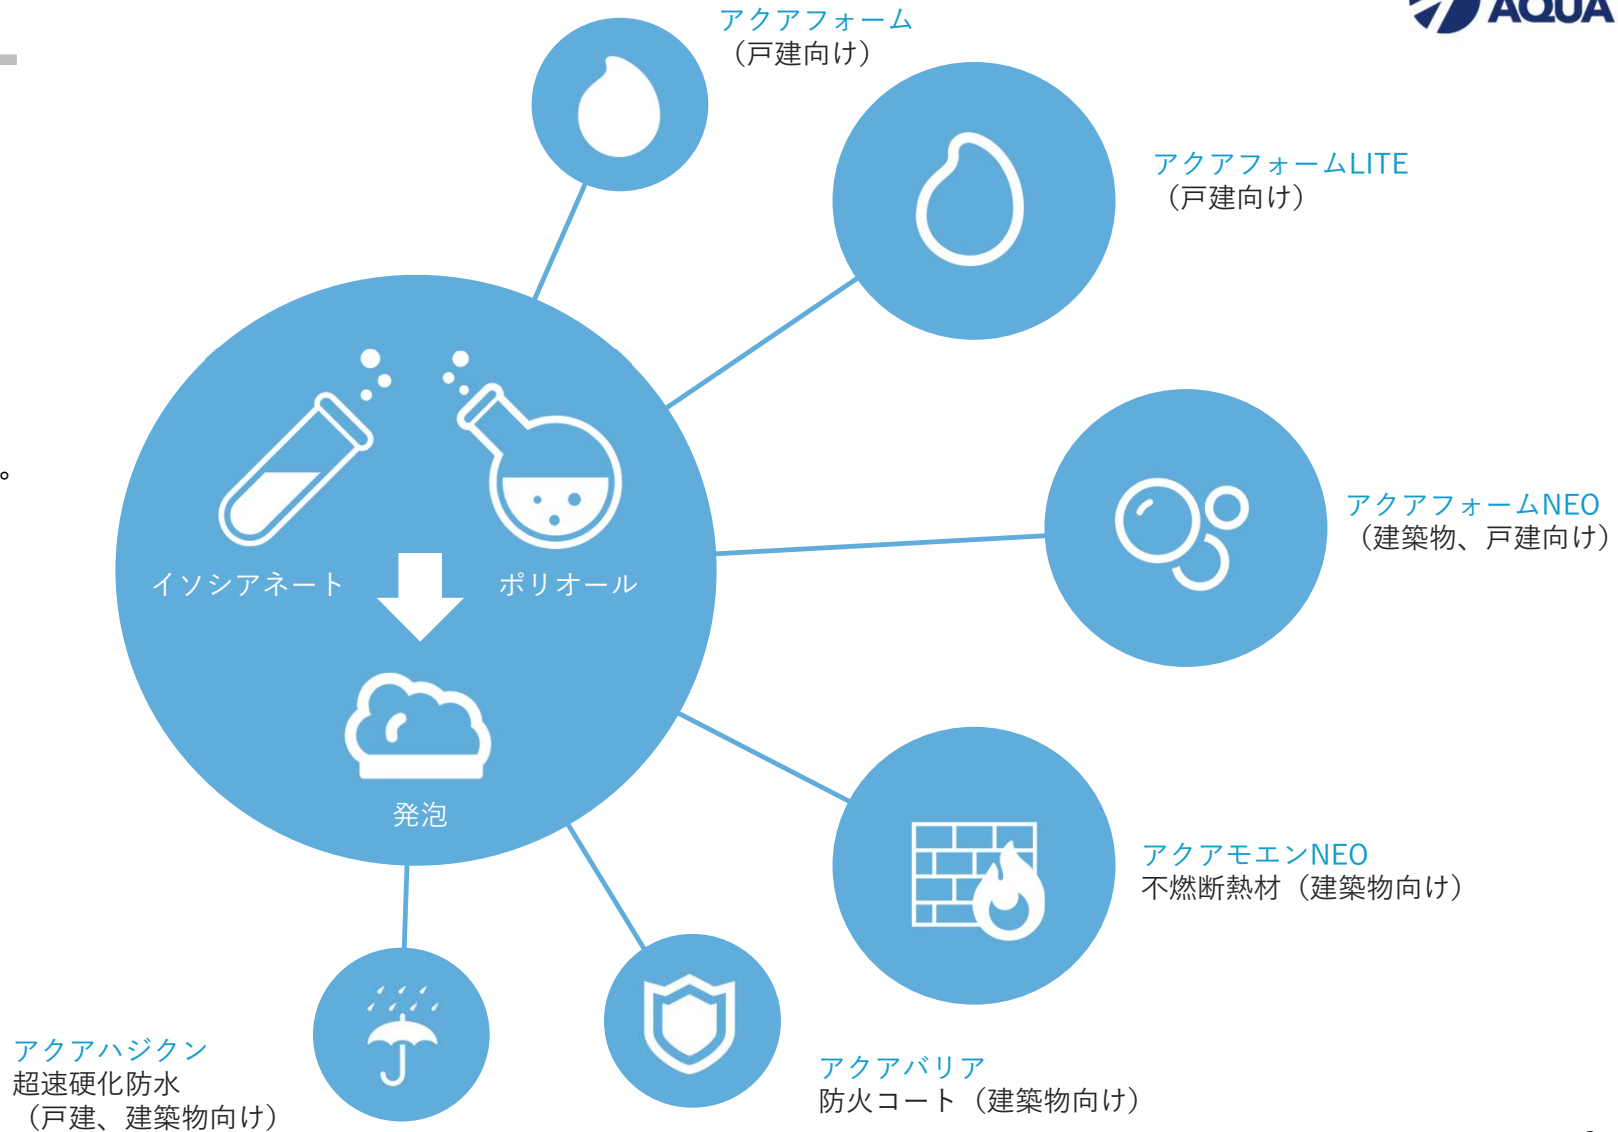 AQUA
アクアフォーム
（戸建向け）
アクアフォームLITE
（戸建向け）
。
イソシアネート
ポリオール
発泡
アクアフォームNEO
（建築物、戸建向け）
アクアモエンNEO
不燃断熱材（建築物向け）
アクアバリア
防火コート（建築物向け）
アクアハジクン
超速硬化防水
（戸建、建築物向け）